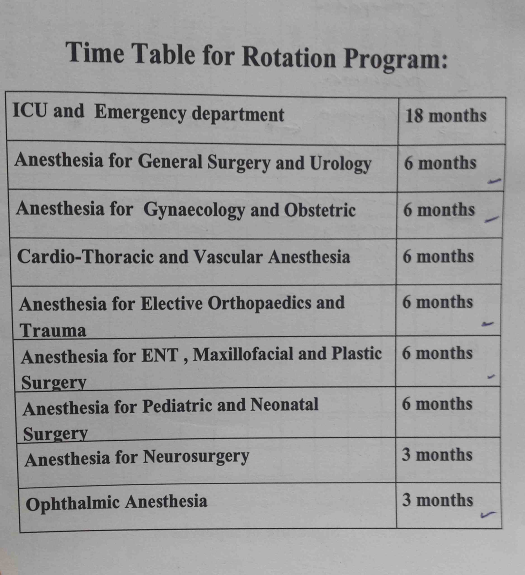 Time Table for Rotation Program:
ICU and Emergency department 18 months
Anesthesia for General Surgery and Urology 6 months
Anesthesia for Gynaecology and Obstetric 6 months
Cardio-Thoracic and Vascular Anesthesia 6 months
Anesthesia for Elective Orthopaedics and 6 months
Trauma
Anesthesia for ENT , Maxillofacial and Plastic 6 months
Surgery
Anesthesia for Pediatric and Neonatal 6 months
Surgery
Anesthesia for Neurosurgery 3 months
Ophthalmic Anesthesia 3 months